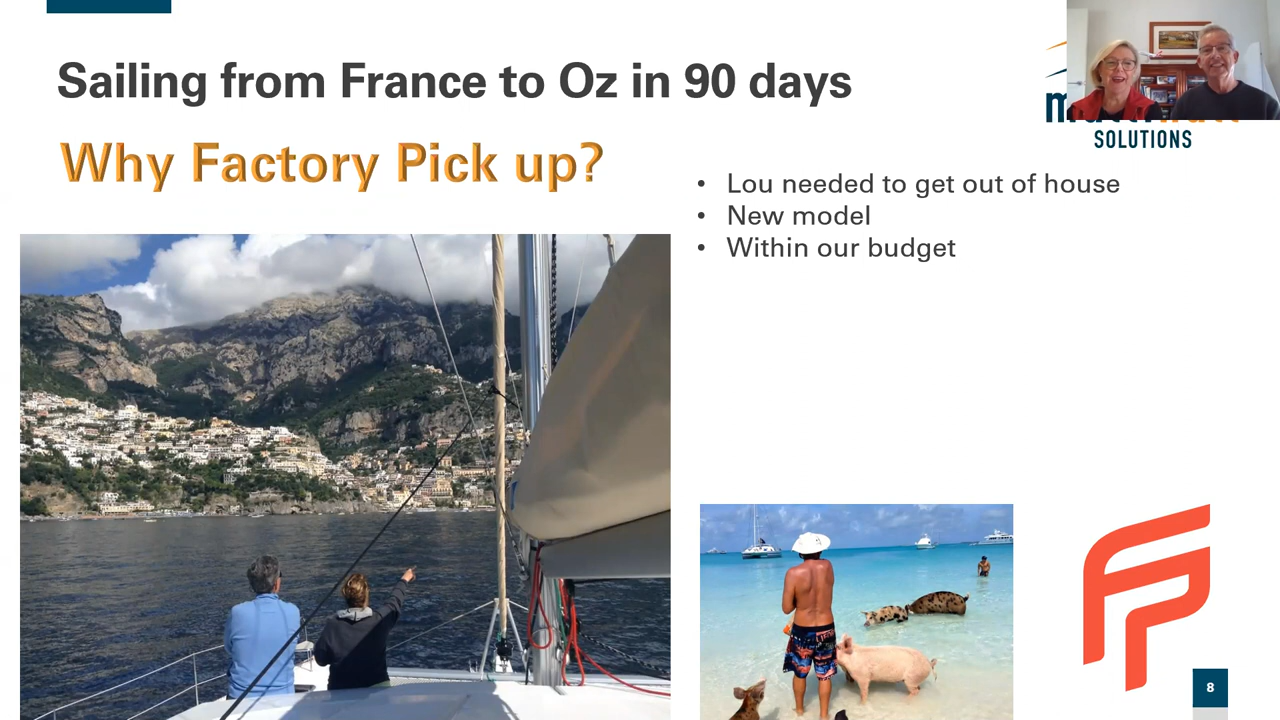 Sailing from France to Oz in 90 days
Why Factory Pick up?
SOLUTIONS
• Lou needed to get out of house
• New model
• Within our budget
8